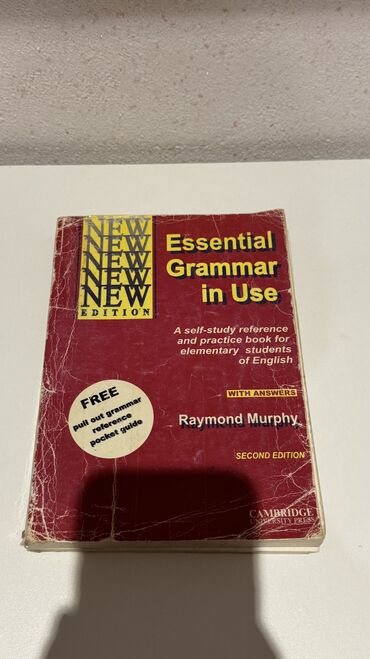 NEW
NEW
NEW
NEW
NEW
EDITION
Essential
Grammar
in Use
A self-study reference
and practice book for
elementary students
of English
WITH ANSWERS
FREE
pull out grammar
reference
pocket guide
Raymond Murphy
SECOND EDITION
CAMBRIDGE
UNIVERSITY PRESS